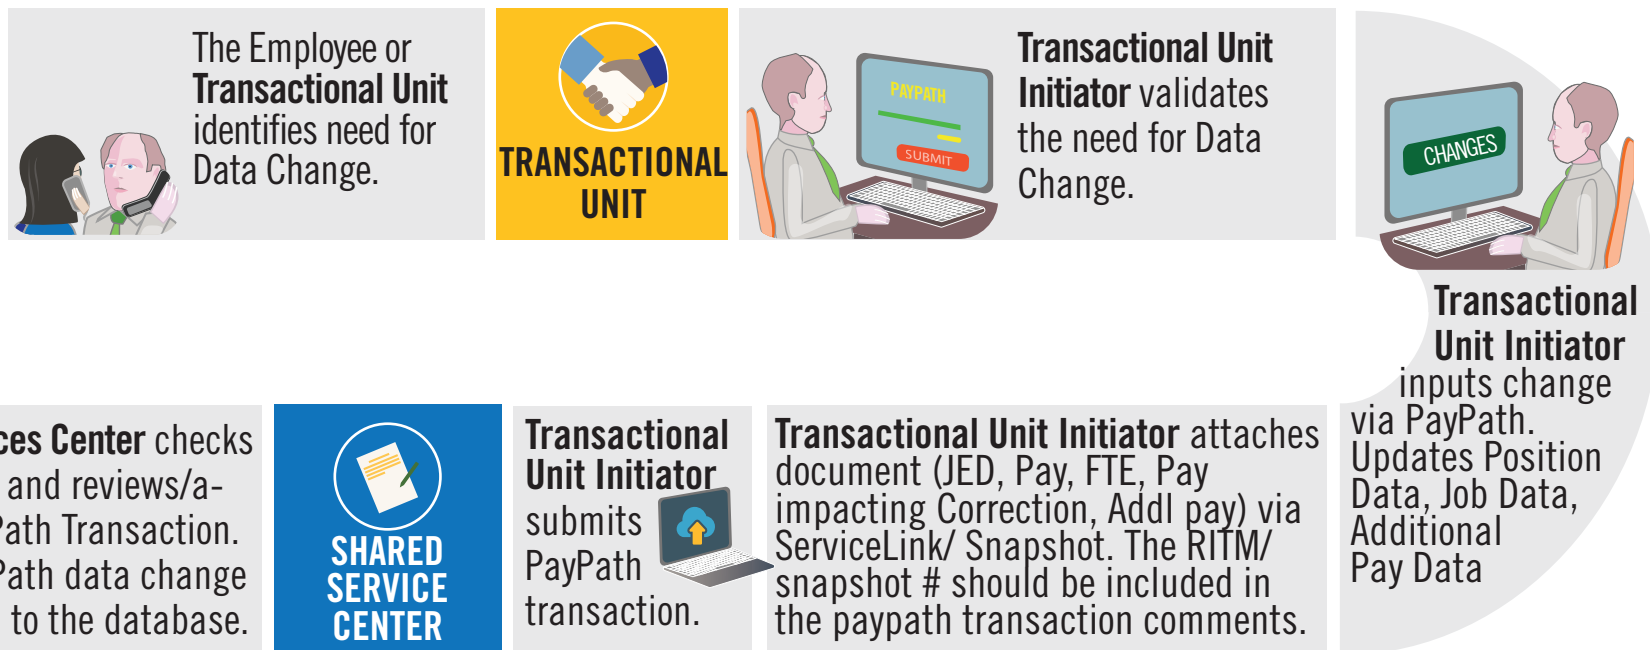 The Employee or
Transactional Unit
identifies need for
Data Change.
TRANSACTIONAL
UNIT
PAYPATH
SUBMIT
Transactional Unit
Initiator validates
the need for Data
Change.
CHANGES
Transactional
Unit Initiator
inputs change
via PayPath.
Updates Position
Data, Job Data,
Additional
Pay Data
Transactional Unit Initiator attaches
document (JED, Pay, FTE, Pay
impacting Correction, Addl pay) via
ServiceLink/ Snapshot. The RITM/
snapshot # should be included in
the paypath transaction comments.
Transactional
Unit Initiator
submits
PayPath
transaction.
SHARED
SERVICE
CENTER
ces Center checks
and reviews/a-
Path Transaction.
Path data change
to the database.